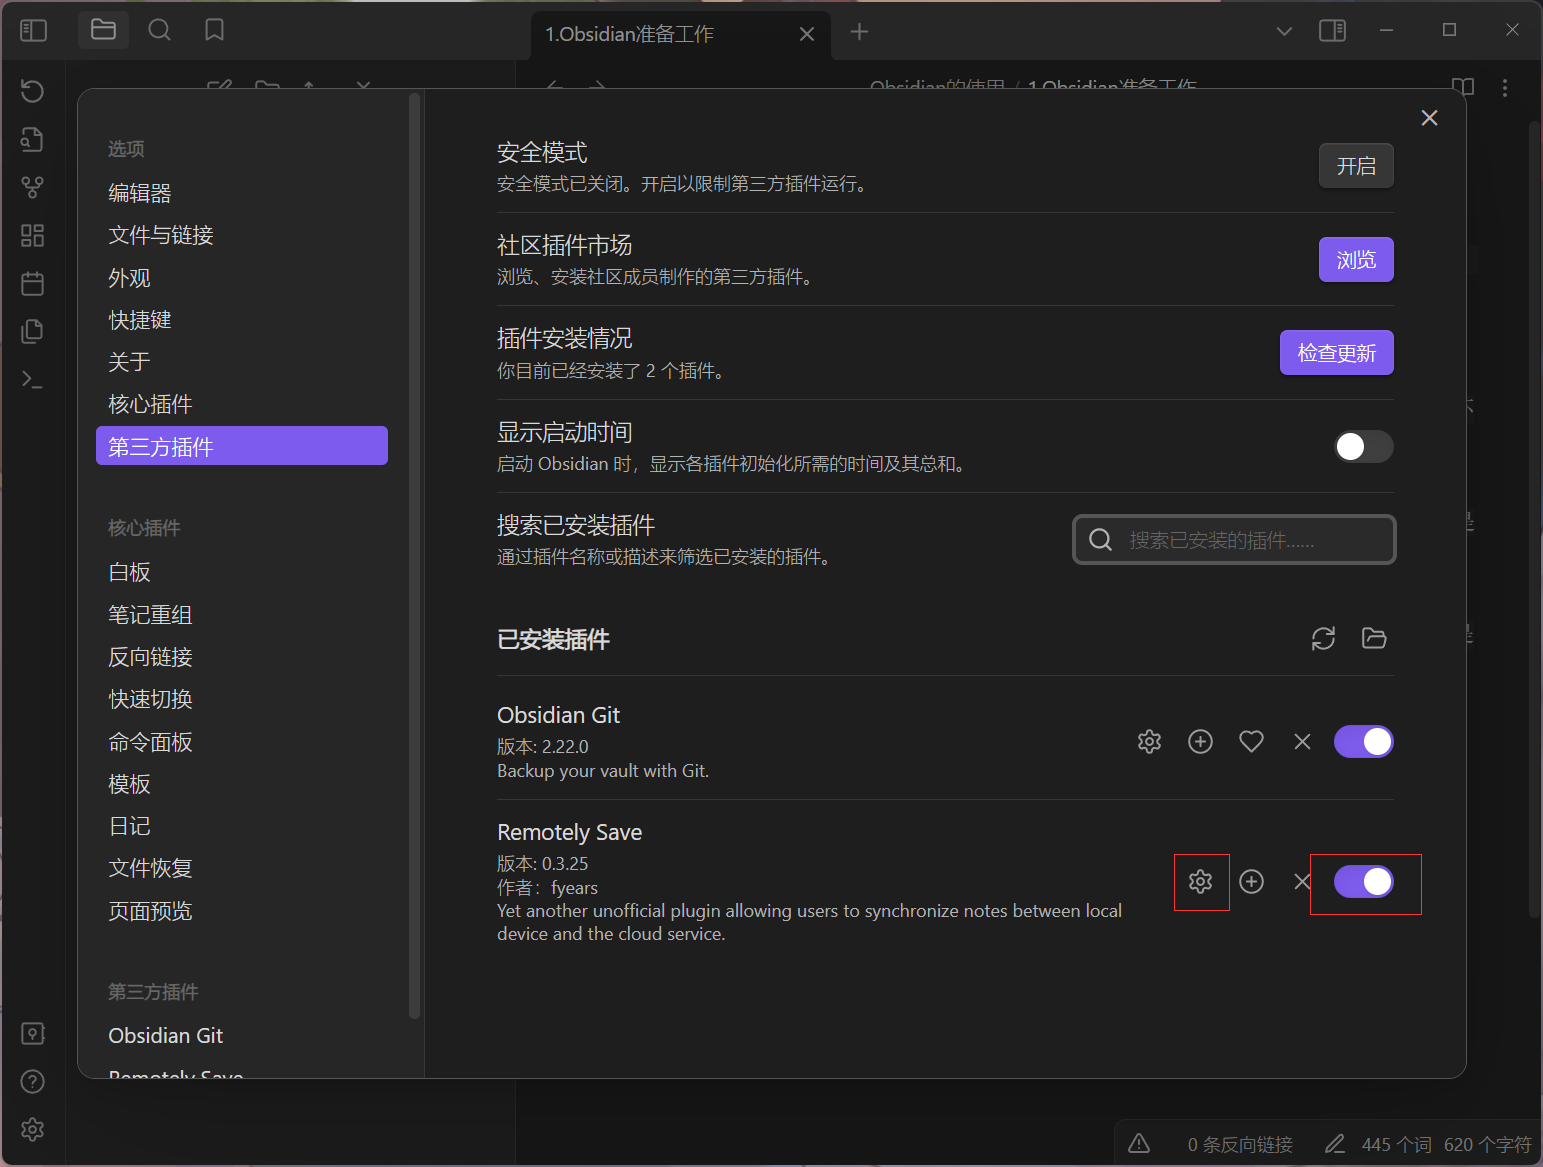 1.Obsidian准备工作
Obsidian的使用 / 1.Obsidian准备工作
选项
编辑器
文件与链接
外观
快捷键
关于
核心插件
第三方插件
核心插件
白板
笔记重组
反向链接
快速切换
命令面板
模板
日记
文件恢复
页面预览
第三方插件
Obsidian Git
Remotely Save
安全模式
安全模式已关闭。开启以限制第三方插件运行。
开启
社区插件市场
浏览、安装社区成员制作的第三方插件。
浏览
插件安装情况
你目前已经安装了 2 个插件。
检查更新
显示启动时间
启动 Obsidian 时，显示各插件初始化所需的时间及其总和。
搜索已安装插件
通过插件名称或描述来筛选已安装的插件。
搜索已安装的插件......
已安装插件
Obsidian Git
版本: 2.22.0
Backup your vault with Git.
Remotely Save
版本: 0.3.25
作者：fyears
Yet another unofficial plugin allowing users to synchronize notes between local
device and the cloud service.
0 条反向链接
445 个词 620 个字符